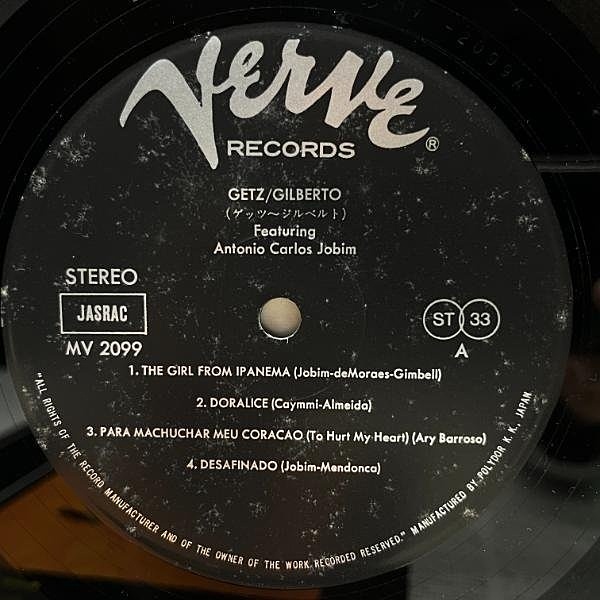 Verve
RECORDS
®
GETZ/GILBERTO
(ゲッツ〜ジルベルト)
Featuring
Antonio Carlos Jobim
STEREO
JASRAC
MV 2099
ST 33
A
1. THE GIRL FROM IPANEMA (Jobim-deMoraes-Gimbell)
2. DORALICE (Caymmi-Almeida)
3. PARA MACHUCHAR MEU CORACAO (To Hurt My Heart) (Ary Barroso)
4. DESAFINADO (Jobim-Mendonca)
"ALL RIGHTS OF THE RECORD MANUFACTURER AND OF THE OWNER OF THE WORK RECORDED RESERVED." MANUFACTURED BY POLYDOR K. K., JAPAN